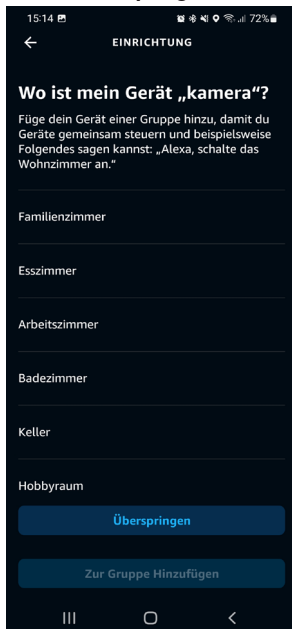 15:14 72%
EINRICHTUNG
Wo ist mein Gerät „kamera“?
Füge dein Gerät einer Gruppe hinzu, damit du
Geräte gemeinsam steuern und beispielsweise
Folgendes sagen kannst: „Alexa, schalte das
Wohnzimmer an.“
Familienzimmer
Esszimmer
Arbeitszimmer
Badezimmer
Keller
Hobbyraum
Überspringen
Zur Gruppe Hinzufügen